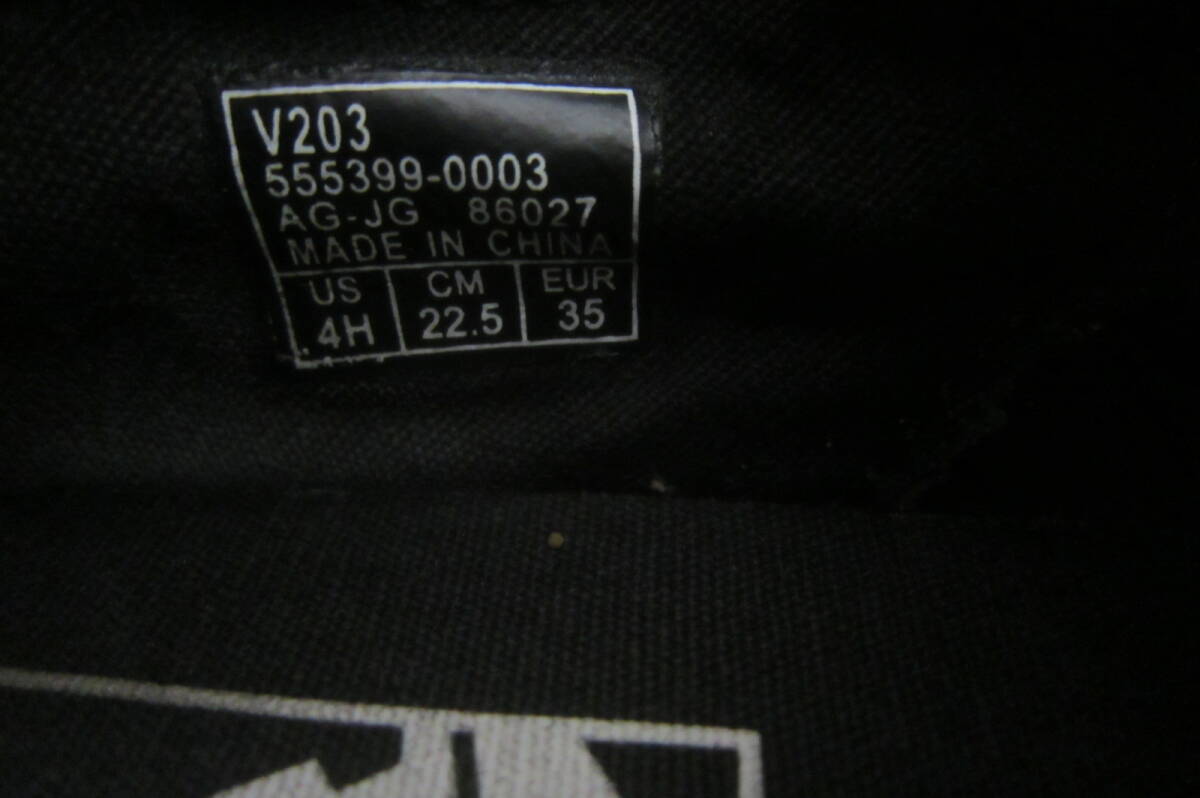 V203
555399-0003
AG-JG 86027
MADE IN CHINA
US CM EUR
4H 22.5 35